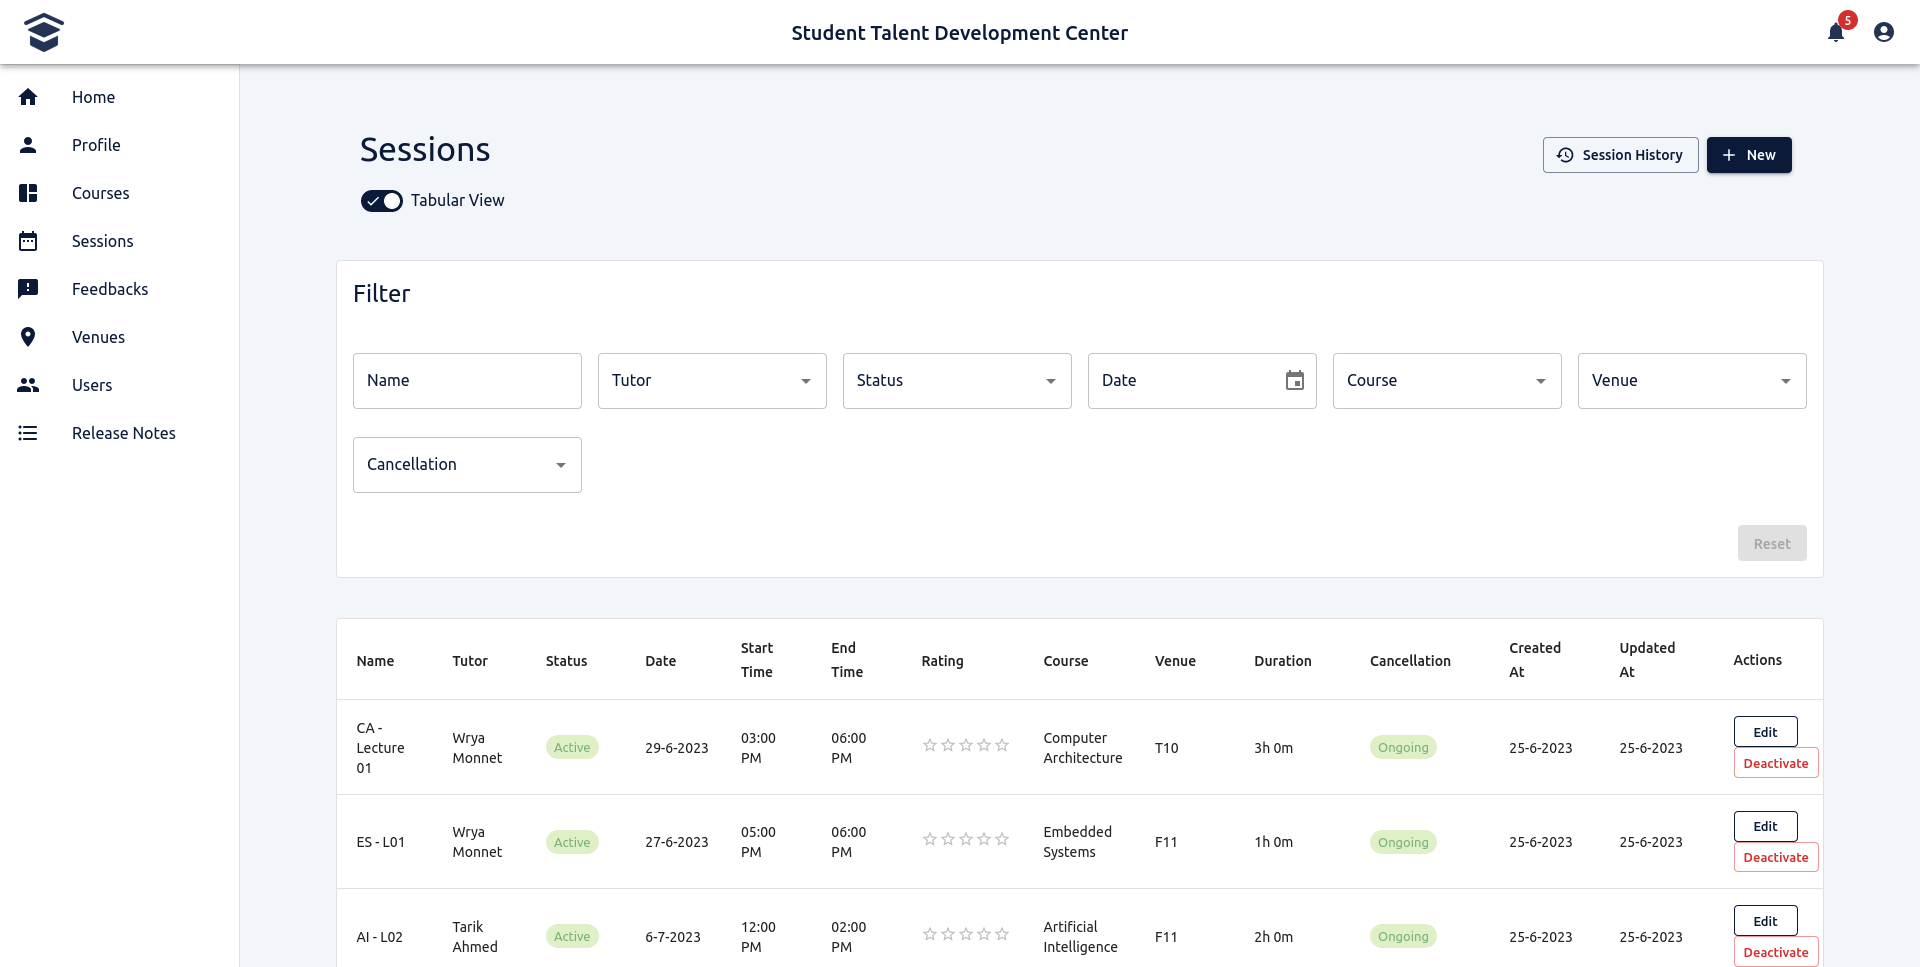 Student Talent Development Center
5
Home
Profile
Courses
Sessions
Feedbacks
Venues
Users
Release Notes
Sessions
Session History
New
Tabular View
Filter
Name
Tutor
Status
Date
Course
Venue
Cancellation
Reset
Name Tutor Status Date Start Time End Time Rating Course Venue Duration Cancellation Created At Updated At Actions
CA - Lecture 01 Wrya Monnet Active 29-6-2023 03:00 PM 06:00 PM Computer Architecture T10 3h 0m Ongoing 25-6-2023 25-6-2023 Edit Deactivate
ES - L01 Wrya Monnet Active 27-6-2023 05:00 PM 06:00 PM Embedded Systems F11 1h 0m Ongoing 25-6-2023 25-6-2023 Edit Deactivate
AI - L02 Tarik Ahmed Active 6-7-2023 12:00 PM 02:00 PM Artificial Intelligence F11 2h 0m Ongoing 25-6-2023 25-6-2023 Edit Deactivate